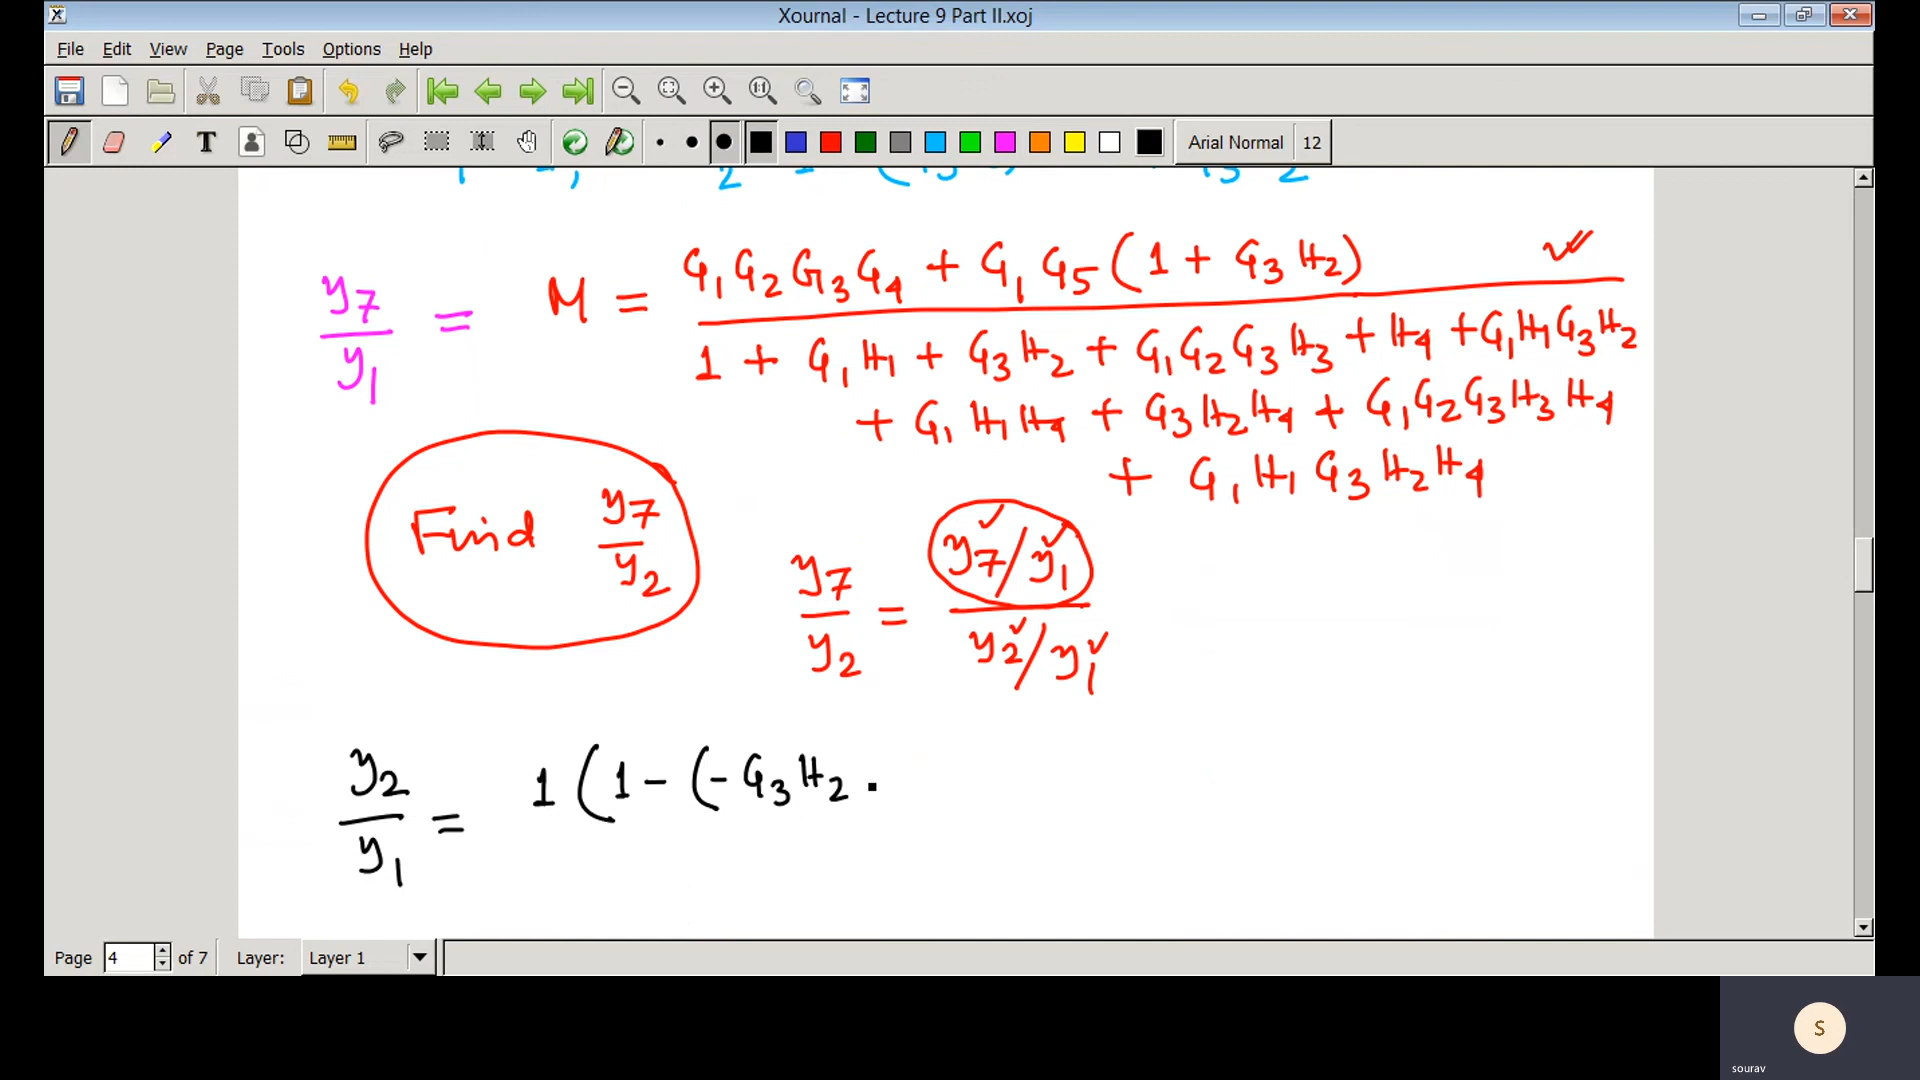 Xournal - Lecture 9 Part II.xoj
File Edit View Page Tools Options Help
Arial Normal 12
y7/y1 = M = (G1G2G3G4 + G1G5(1 + G3H2)) / (1 + G1H1 + G3H2 + G1G2G3H3 + H4 + G1H1G3H2
+ G1H1H4 + G3H2H4 + G1G2G3H3H4
+ G1H1G3H2H4
Find y7/y2
y7/y2 = (y7/y1) / (y2/y1)
y2/y1 = 1(1 - (-G3H2
Page 4 of 7 Layer: Layer 1
S
sourav